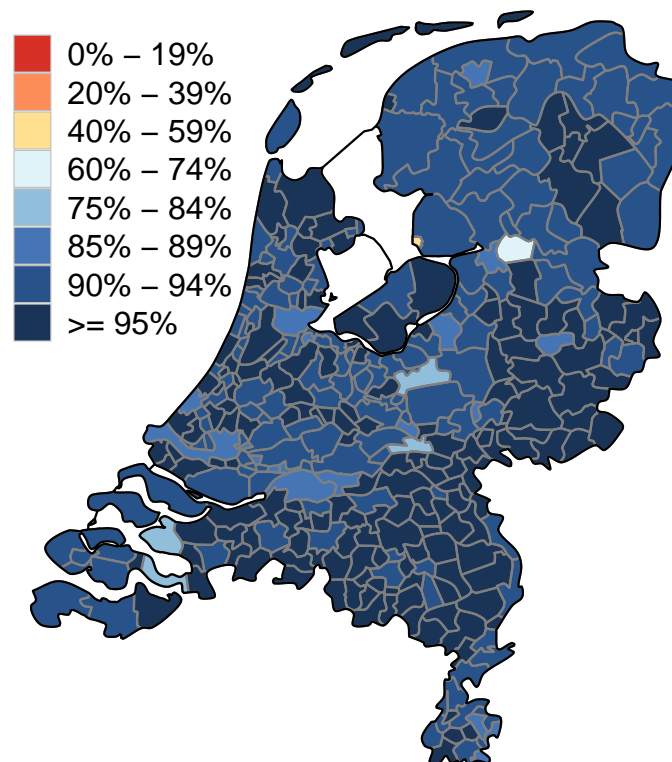 0% – 19%
20% – 39%
40% – 59%
60% – 74%
75% – 84%
85% – 89%
90% – 94%
>= 95%